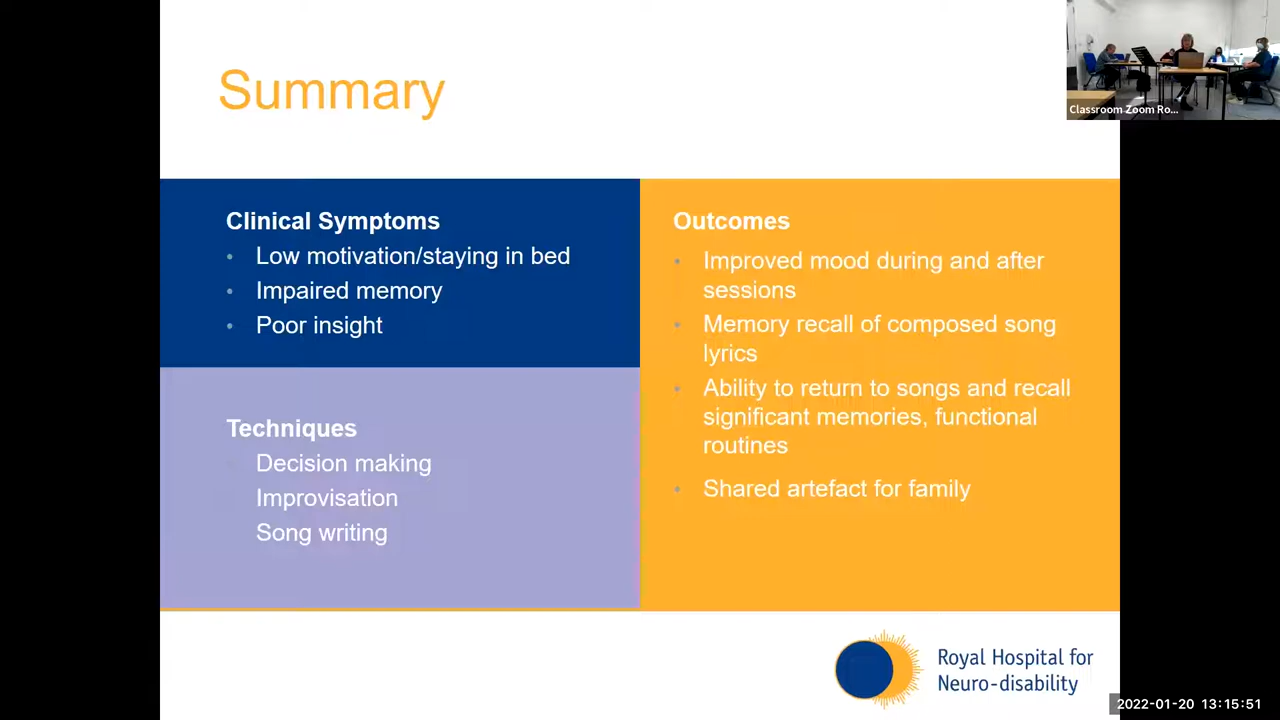 Summary
Classroom Zoom Ro...
Clinical Symptoms
• Low motivation/staying in bed
• Impaired memory
• Poor insight
Techniques
Decision making
Improvisation
Song writing
Outcomes
• Improved mood during and after
sessions
• Memory recall of composed song
lyrics
• Ability to return to songs and recall
significant memories, functional
routines
• Shared artefact for family
Royal Hospital for
Neuro-disability
2022-01-20 13:15:51